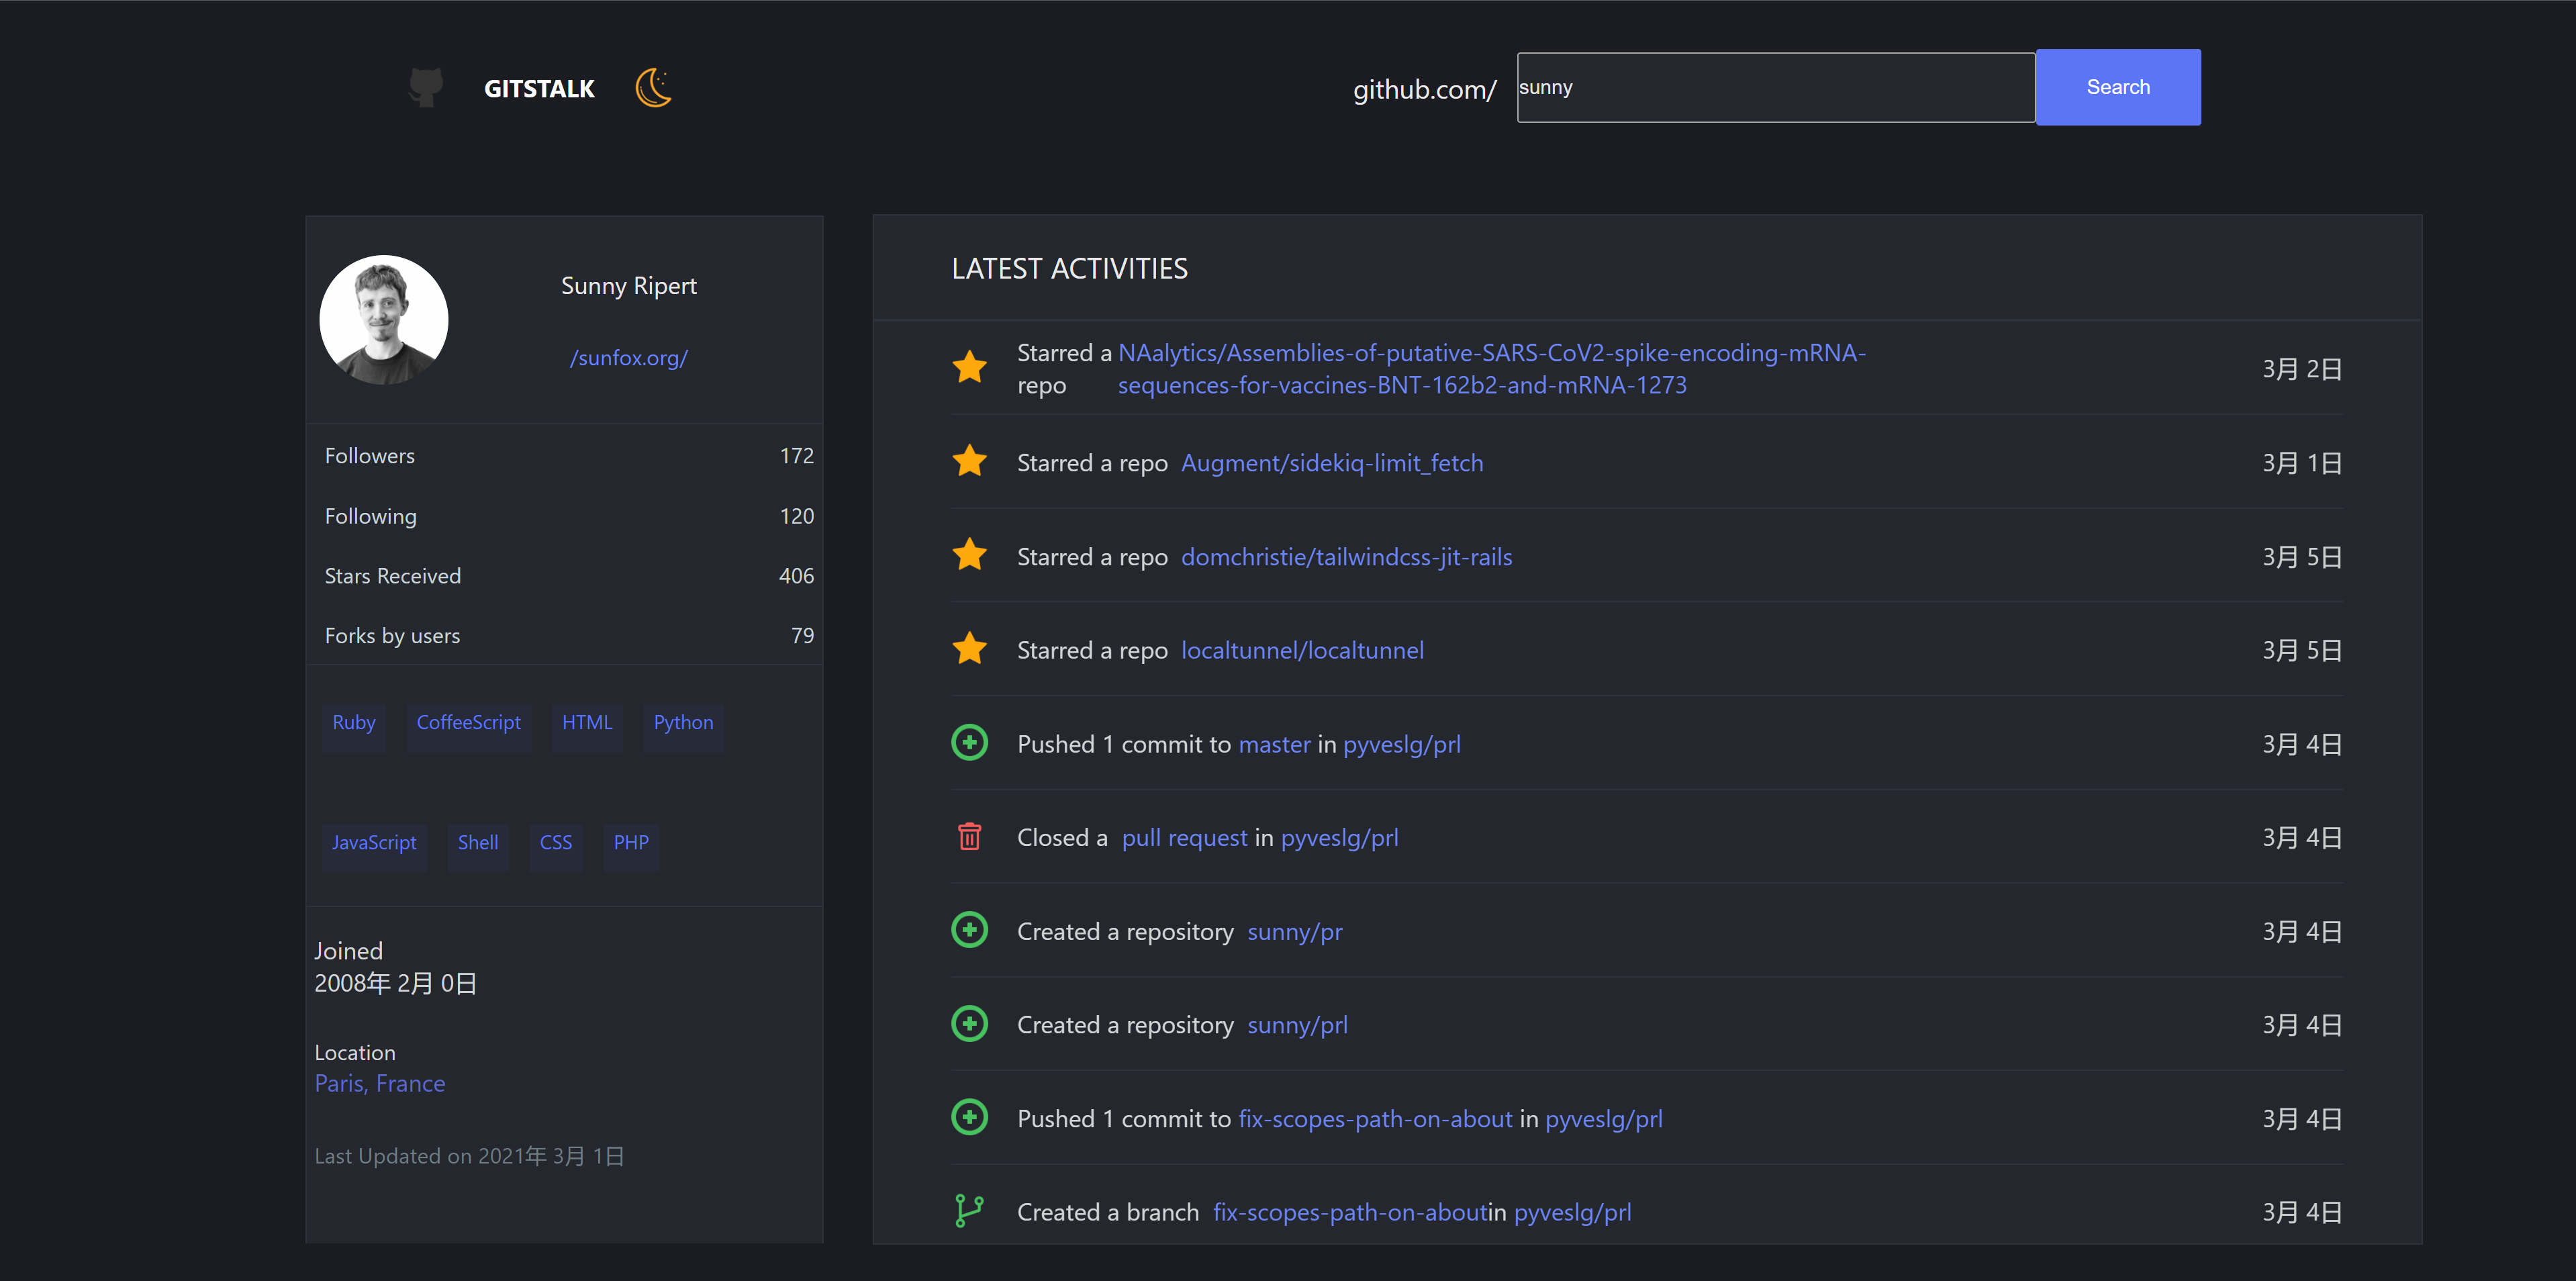 GITSTALK
github.com/ sunny Search
Sunny Ripert
/sunfox.org/
Followers 172
Following 120
Stars Received 406
Forks by users 79
Ruby CoffeeScript HTML Python
JavaScript Shell CSS PHP
Joined
2008年 2月 0日
Location
Paris, France
Last Updated on 2021年 3月 1日
LATEST ACTIVITIES
Starred a NAalytics/Assemblies-of-putative-SARS-CoV2-spike-encoding-mRNA-
repo sequences-for-vaccines-BNT-162b2-and-mRNA-1273
3月 2日
Starred a repo Augment/sidekiq-limit_fetch 3月 1日
Starred a repo domchristie/tailwindcss-jit-rails 3月 5日
Starred a repo localtunnel/localtunnel 3月 5日
Pushed 1 commit to master in pyveslg/prl 3月 4日
Closed a pull request in pyveslg/prl 3月 4日
Created a repository sunny/pr 3月 4日
Created a repository sunny/prl 3月 4日
Pushed 1 commit to fix-scopes-path-on-about in pyveslg/prl 3月 4日
Created a branch fix-scopes-path-on-aboutin pyveslg/prl 3月 4日